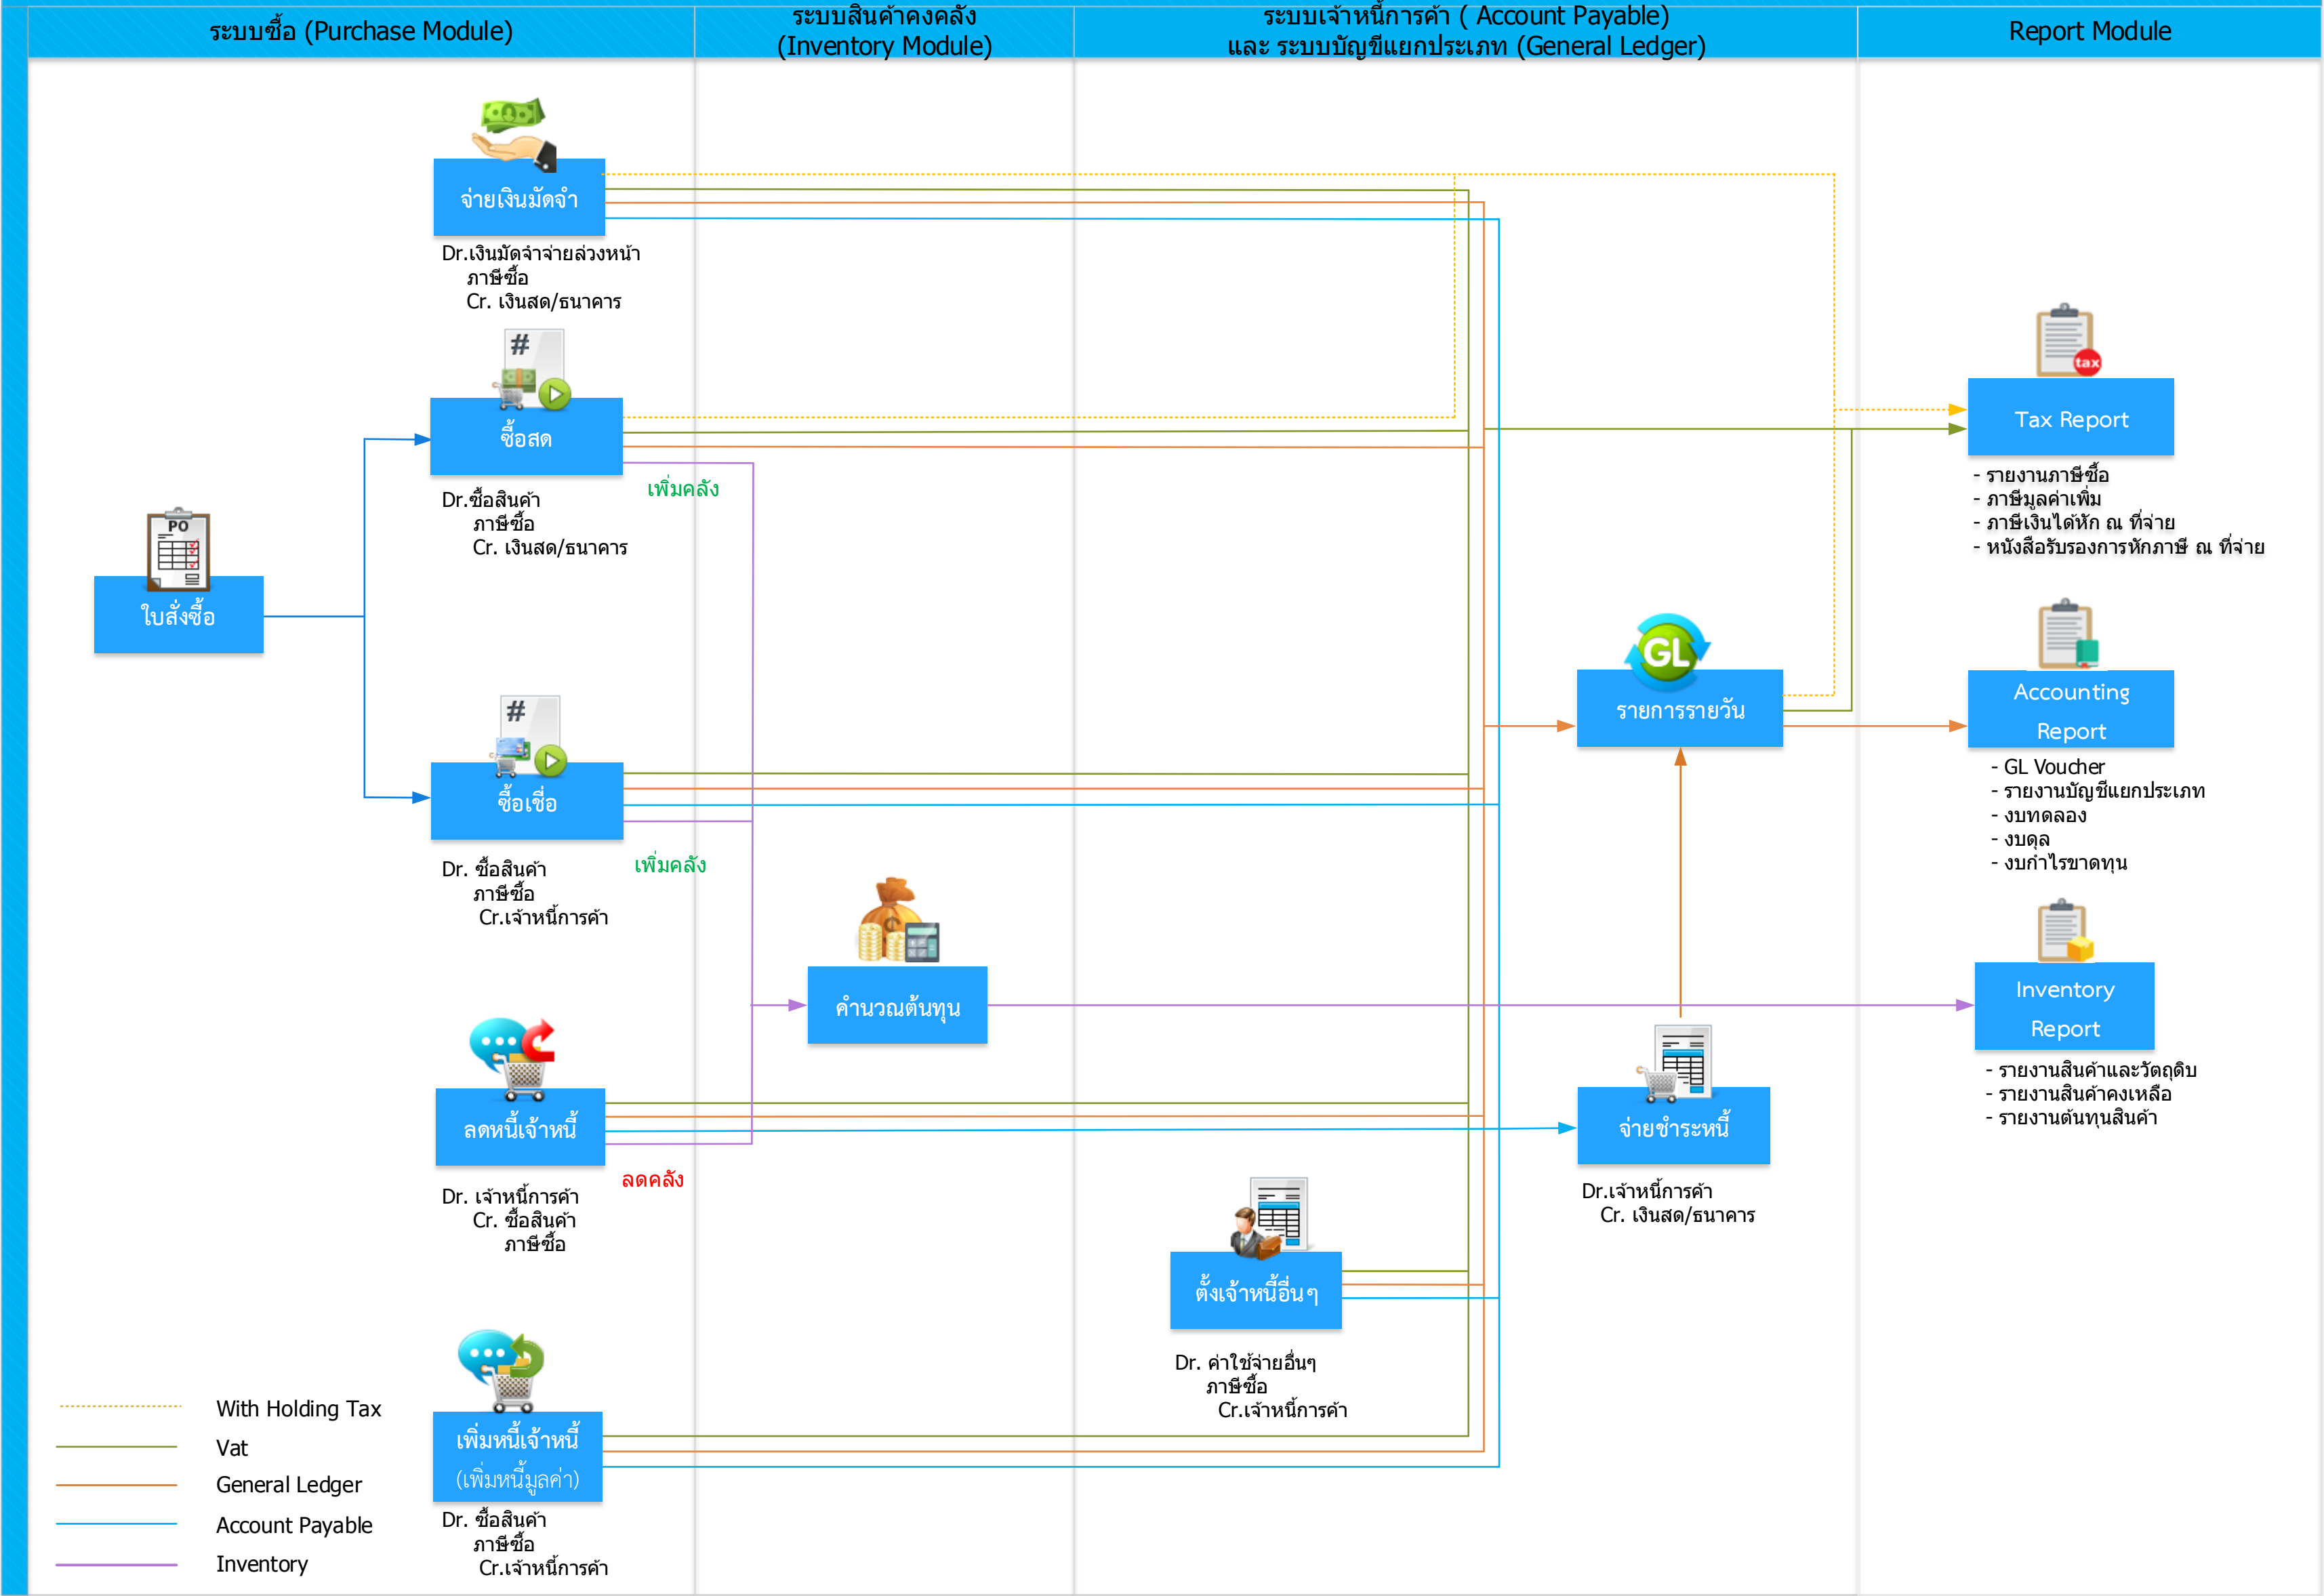 ระบบซื้อ (Purchase Module)
ระบบสินค้าคงคลัง
(Inventory Module)
ระบบเจ้าหนี้การค้า ( Account Payable)
และ ระบบบัญชีแยกประเภท (General Ledger)
Report Module
จ่ายเงินมัดจำ
Dr.เงินมัดจำจ่ายล่วงหน้า
ภาษีซื้อ
Cr. เงินสด/ธนาคาร
#
ซื้อสด
เพิ่มคลัง
Dr.ซื้อสินค้า
ภาษีซื้อ
Cr. เงินสด/ธนาคาร
PO
ใบสั่งซื้อ
#
ซื้อเชื่อ
เพิ่มคลัง
Dr. ซื้อสินค้า
ภาษีซื้อ
Cr.เจ้าหนี้การค้า
คำนวณต้นทุน
ลดหนี้เจ้าหนี้
ลดคลัง
Dr. เจ้าหนี้การค้า
Cr. ซื้อสินค้า
ภาษีซื้อ
เพิ่มหนี้เจ้าหนี้
(เพิ่มหนี้มูลค่า)
Dr. ซื้อสินค้า
ภาษีซื้อ
Cr.เจ้าหนี้การค้า
ตั้งเจ้าหนี้อื่นๆ
Dr. ค่าใช้จ่ายอื่นๆ
ภาษีซื้อ
Cr.เจ้าหนี้การค้า
GL
รายการรายวัน
จ่ายชำระหนี้
Dr.เจ้าหนี้การค้า
Cr. เงินสด/ธนาคาร
tax
Tax Report
- รายงานภาษีซื้อ
- ภาษีมูลค่าเพิ่ม
- ภาษีเงินได้หัก ณ ที่จ่าย
- หนังสือรับรองการหักภาษี ณ ที่จ่าย
Accounting
Report
- GL Voucher
- รายงานบัญชีแยกประเภท
- งบทดลอง
- งบดุล
- งบกำไรขาดทุน
Inventory
Report
- รายงานสินค้าและวัตถุดิบ
- รายงานสินค้าคงเหลือ
- รายงานต้นทุนสินค้า
With Holding Tax
Vat
General Ledger
Account Payable
Inventory